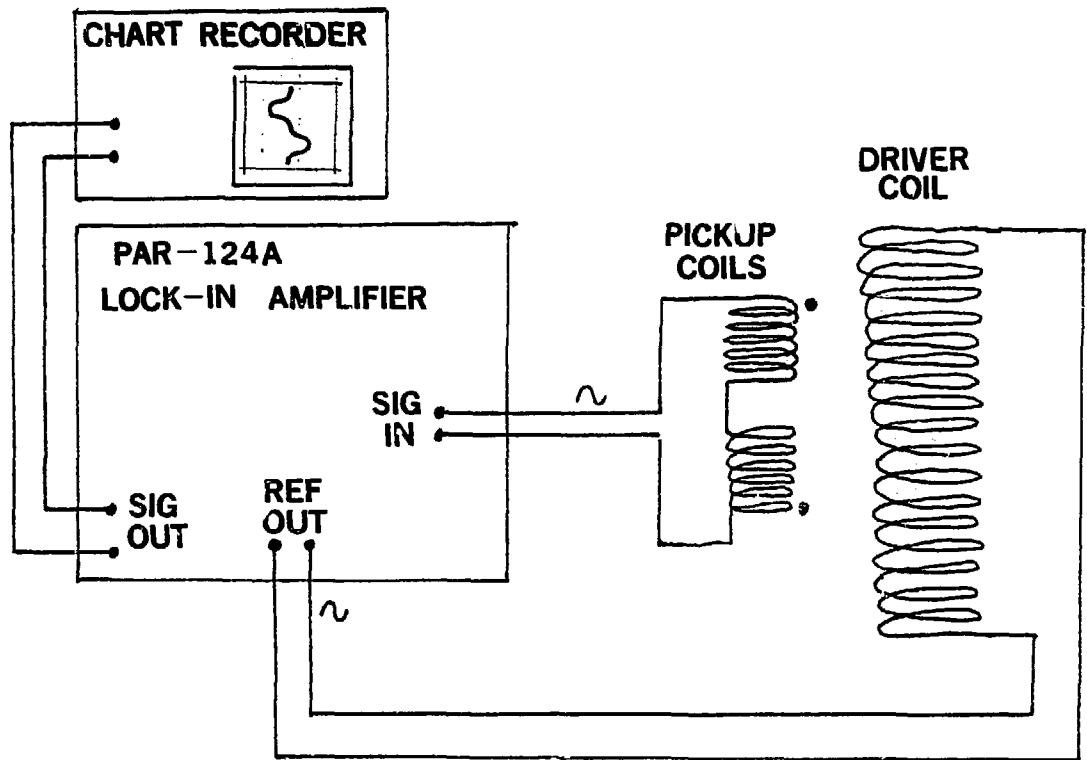 CHART RECORDER
DRIVER
COIL
PICKUP
COILS
PAR-124A
LOCK-IN AMPLIFIER
SIG
IN
SIG
OUT
REF
OUT